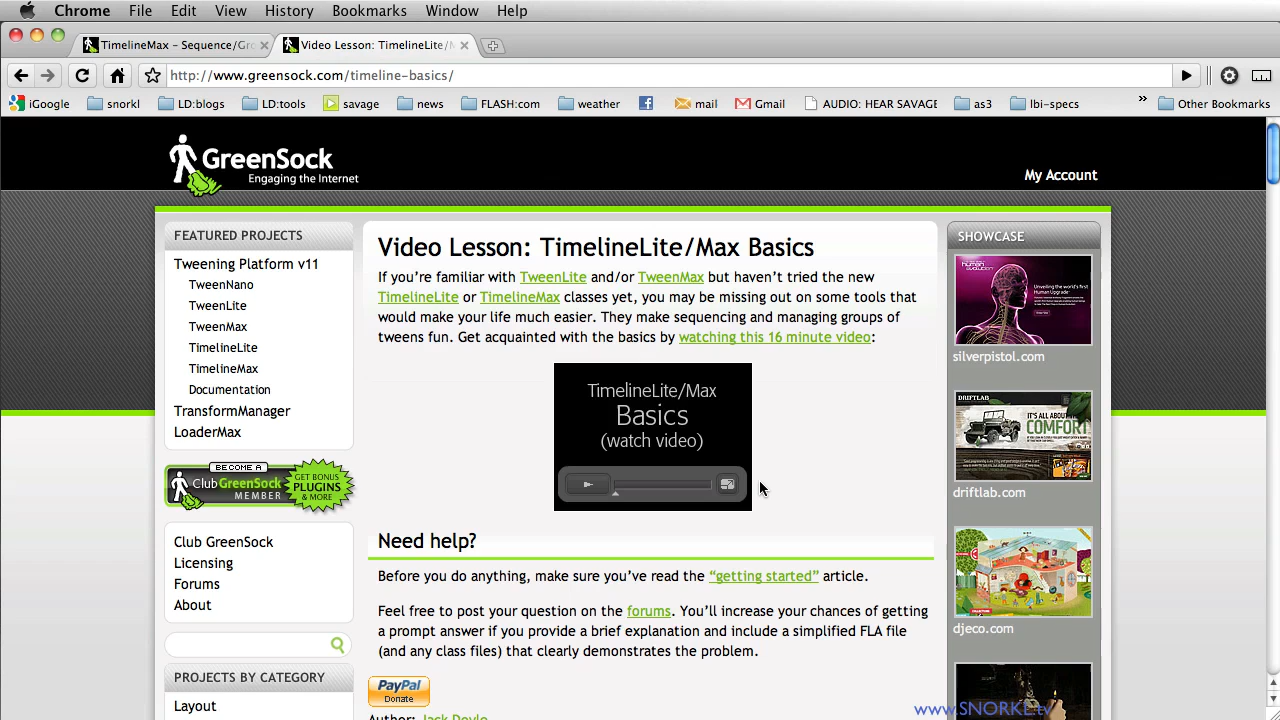 Chrome File Edit View History Bookmarks Window Help
TimelineMax – Sequence/Gr
Video Lesson: TimelineLite/M
http://www.greensock.com/timeline-basics/
iGoogle snorkl LD:blogs LD:tools savage news FLASH:com weather mail Gmail AUDIO: HEAR SAVAGE as3 lbi-specs » Other Bookmarks
GreenSock
Engaging the Internet
My Account
FEATURED PROJECTS
Tweening Platform v11
TweenNano
TweenLite
TweenMax
TimelineLite
TimelineMax
Documentation
TransformManager
LoaderMax
BECOME A
Club GreenSock
MEMBER
GET BONUS
PLUGINS
& MORE
Club GreenSock
Licensing
Forums
About
PROJECTS BY CATEGORY
Layout
Video Lesson: TimelineLite/Max Basics
If you’re familiar with TweenLite and/or TweenMax but haven’t tried the new
TimelineLite or TimelineMax classes yet, you may be missing out on some tools that
would make your life much easier. They make sequencing and managing groups of
tweens fun. Get acquainted with the basics by watching this 16 minute video:
TimelineLite/Max
Basics
(watch video)
Need help?
Before you do anything, make sure you’ve read the “getting started” article.
Feel free to post your question on the forums. You’ll increase your chances of getting
a prompt answer if you provide a brief explanation and include a simplified FLA file
(and any class files) that clearly demonstrates the problem.
PayPal
Donate
Author: Jack Doyle
SHOWCASE
silverpistol.com
DRIFTLAB
IT'S ALL ABOUT
COMFORT
driftlab.com
djeco.com
www.SNORKL.tv